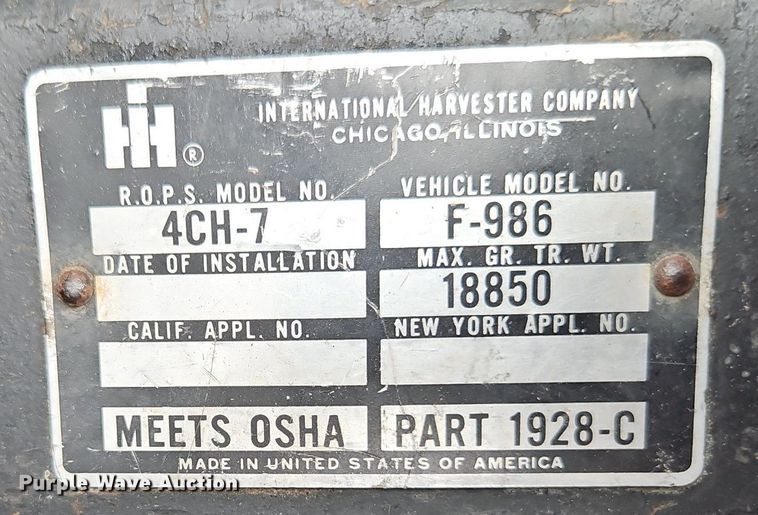 IH ®
INTERNATIONAL HARVESTER COMPANY
CHICAGO, ILLINOIS
R.O.P.S. MODEL NO. VEHICLE MODEL NO.
4CH-7 F-986
DATE OF INSTALLATION MAX. GR. TR. WT.
18850
CALIF. APPL. NO. NEW YORK APPL. NO.
MEETS OSHA PART 1928-C
MADE IN UNITED STATES OF AMERICA
Purple Wave Auction